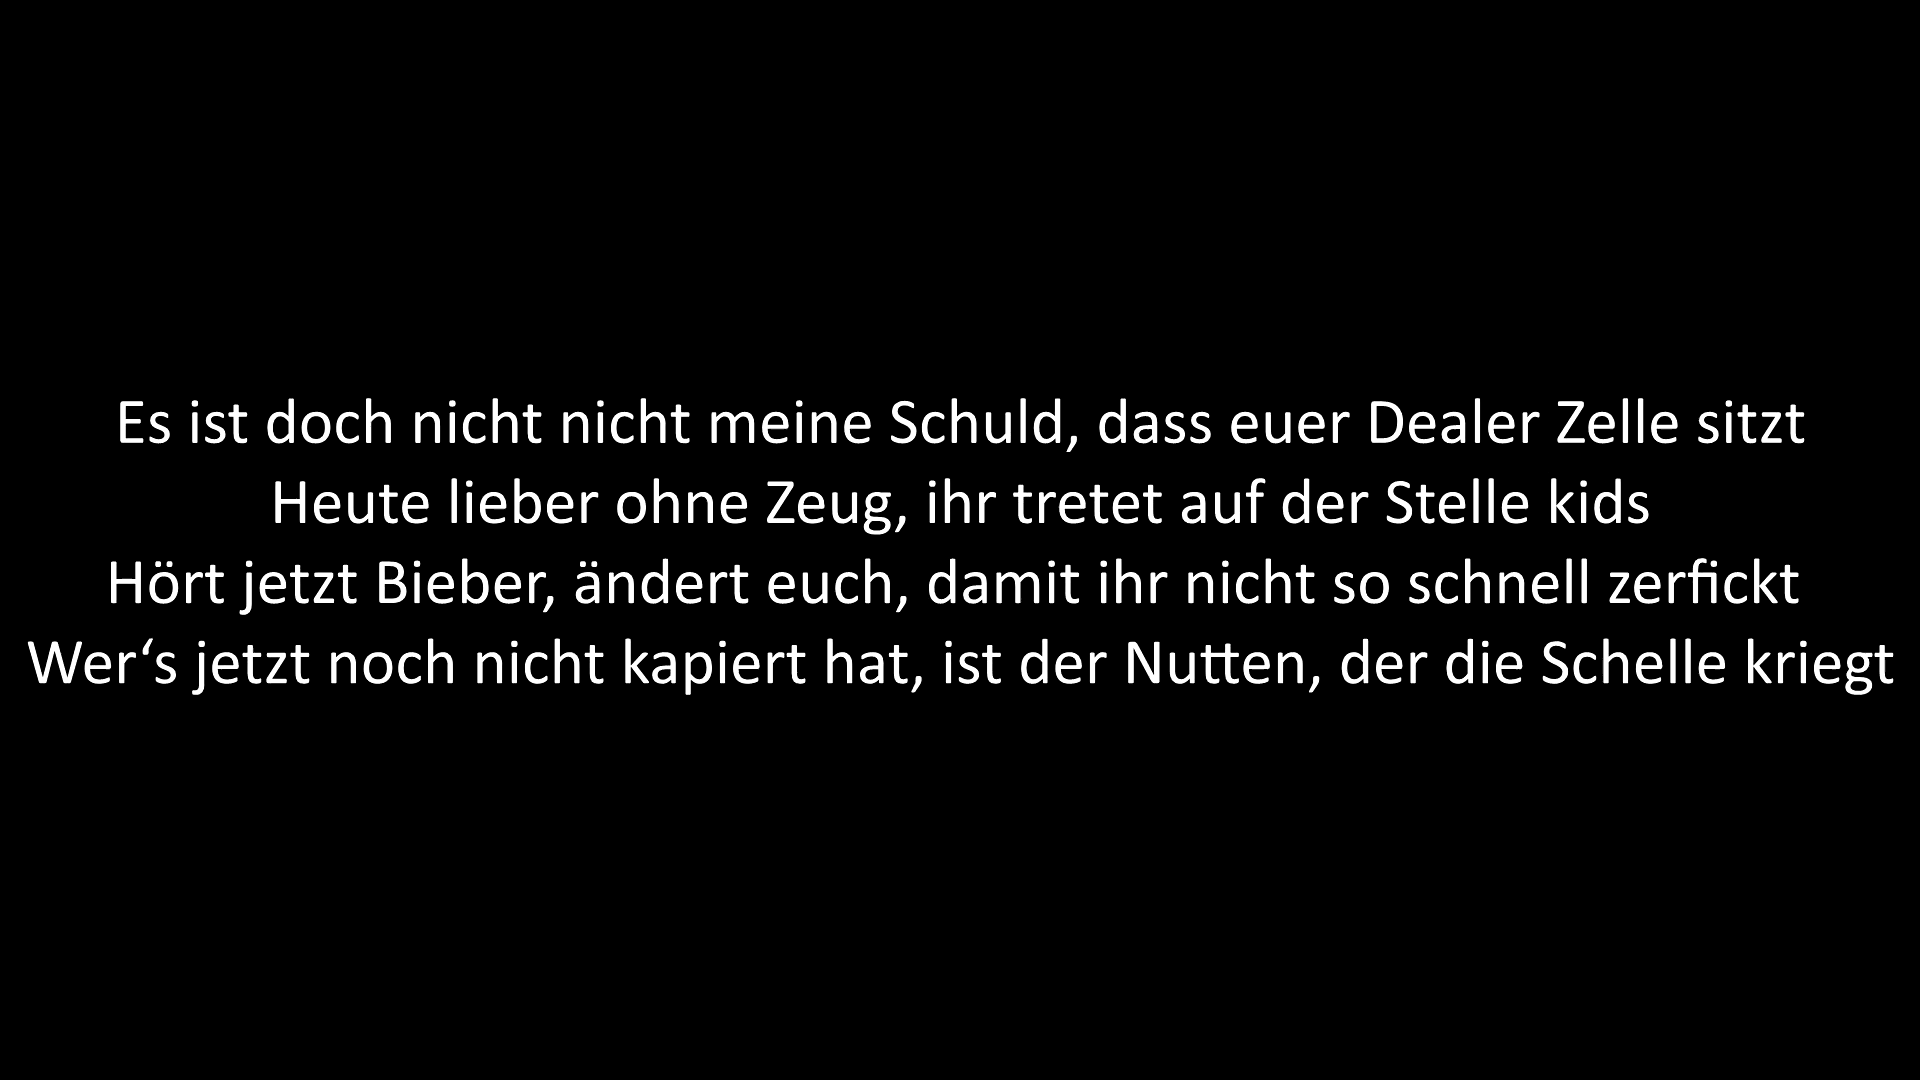 Es ist doch nicht nicht meine Schuld, dass euer Dealer Zelle sitzt
Heute lieber ohne Zeug, ihr tretet auf der Stelle kids
Hört jetzt Bieber, ändert euch, damit ihr nicht so schnell zerfickt
Wer‘s jetzt noch nicht kapiert hat, ist der Nutten, der die Schelle kriegt